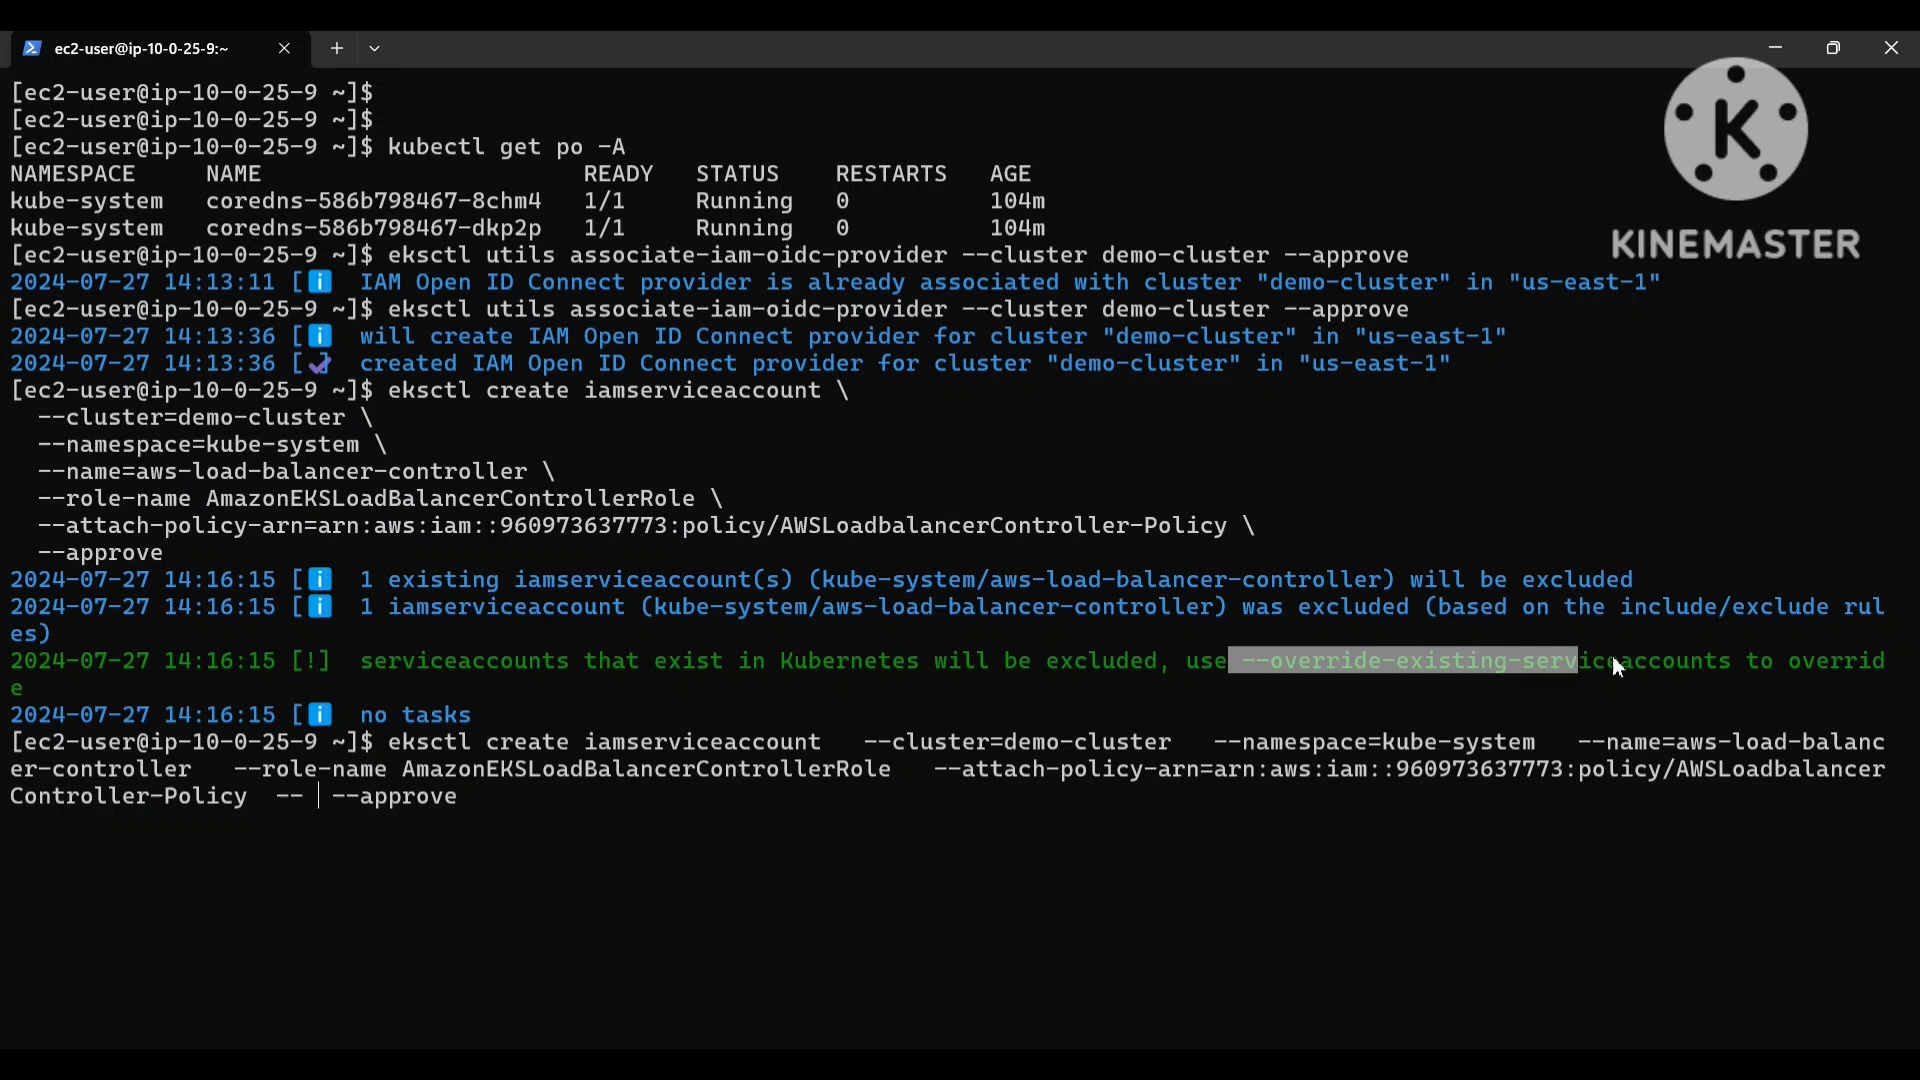 ec2-user@ip-10-0-25-9:~
[ec2-user@ip-10-0-25-9 ~]$
[ec2-user@ip-10-0-25-9 ~]$
[ec2-user@ip-10-0-25-9 ~]$ kubectl get po -A
NAMESPACE NAME READY STATUS RESTARTS AGE
kube-system coredns-586b798467-8chm4 1/1 Running 0 104m
kube-system coredns-586b798467-dkp2p 1/1 Running 0 104m
[ec2-user@ip-10-0-25-9 ~]$ eksctl utils associate-iam-oidc-provider --cluster demo-cluster --approve
2024-07-27 14:13:11 [ℹ] IAM Open ID Connect provider is already associated with cluster "demo-cluster" in "us-east-1"
[ec2-user@ip-10-0-25-9 ~]$ eksctl utils associate-iam-oidc-provider --cluster demo-cluster --approve
2024-07-27 14:13:36 [ℹ] will create IAM Open ID Connect provider for cluster "demo-cluster" in "us-east-1"
2024-07-27 14:13:36 [✔] created IAM Open ID Connect provider for cluster "demo-cluster" in "us-east-1"
[ec2-user@ip-10-0-25-9 ~]$ eksctl create iamserviceaccount \
--cluster=demo-cluster \
--namespace=kube-system \
--name=aws-load-balancer-controller \
--role-name AmazonEKSLoadBalancerControllerRole \
--attach-policy-arn=arn:aws:iam::960973637773:policy/AWSLoadbalancerController-Policy \
--approve
2024-07-27 14:16:15 [ℹ] 1 existing iamserviceaccount(s) (kube-system/aws-load-balancer-controller) will be excluded
2024-07-27 14:16:15 [ℹ] 1 iamserviceaccount (kube-system/aws-load-balancer-controller) was excluded (based on the include/exclude rul
es)
2024-07-27 14:16:15 [!] serviceaccounts that exist in Kubernetes will be excluded, use --override-existing-serviceaccounts to overrid
e
2024-07-27 14:16:15 [ℹ] no tasks
[ec2-user@ip-10-0-25-9 ~]$ eksctl create iamserviceaccount --cluster=demo-cluster --namespace=kube-system --name=aws-load-balanc
er-controller --role-name AmazonEKSLoadBalancerControllerRole --attach-policy-arn=arn:aws:iam::960973637773:policy/AWSLoadbalancer
Controller-Policy -- --approve
K
KINEMASTER